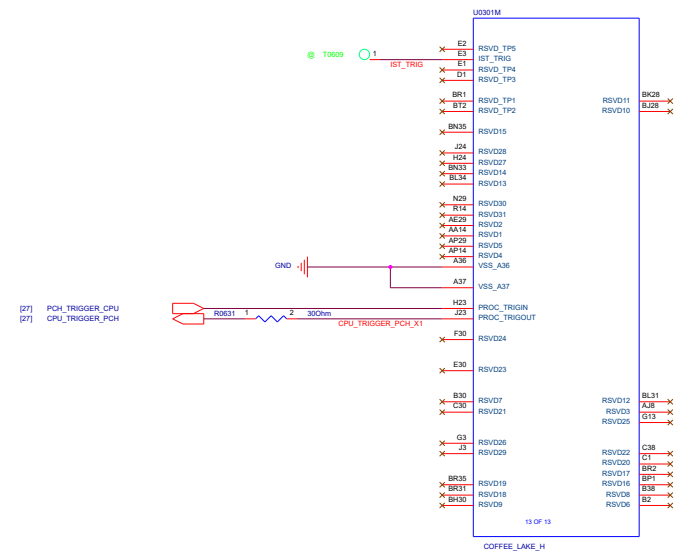 U0301M
E2 RSVD_TP5
@ T0609 1 IST_TRIG E3 IST_TRIG
E1 RSVD_TP4
D1 RSVD_TP3
BR1 RSVD_TP1 RSVD11 BK28
BT2 RSVD_TP2 RSVD10 BJ28
BN35 RSVD15
J24 RSVD28
H24 RSVD27
BN33 RSVD14
BL34 RSVD13
N29 RSVD30
R14 RSVD31
AE29 RSVD2
AA14 RSVD1
AP29 RSVD5
AP14 RSVD4
GND A36 VSS_A36
A37 VSS_A37
[27] PCH_TRIGGER_CPU H23 PROC_TRIGIN
[27] CPU_TRIGGER_PCH R0631 1 2 30Ohm CPU_TRIGGER_PCH_X1 J23 PROC_TRIGOUT
F30 RSVD24
E30 RSVD23
B30 RSVD7 RSVD12 BL31
C30 RSVD21 RSVD3 AJ8
RSVD25 G13
G3 RSVD26
J3 RSVD29 RSVD22 C38
RSVD20 C1
RSVD17 BR2
BR35 RSVD19 RSVD16 BP1
BR31 RSVD18 RSVD8 B38
BH30 RSVD9 RSVD6 B2
13 OF 13
COFFEE_LAKE_H